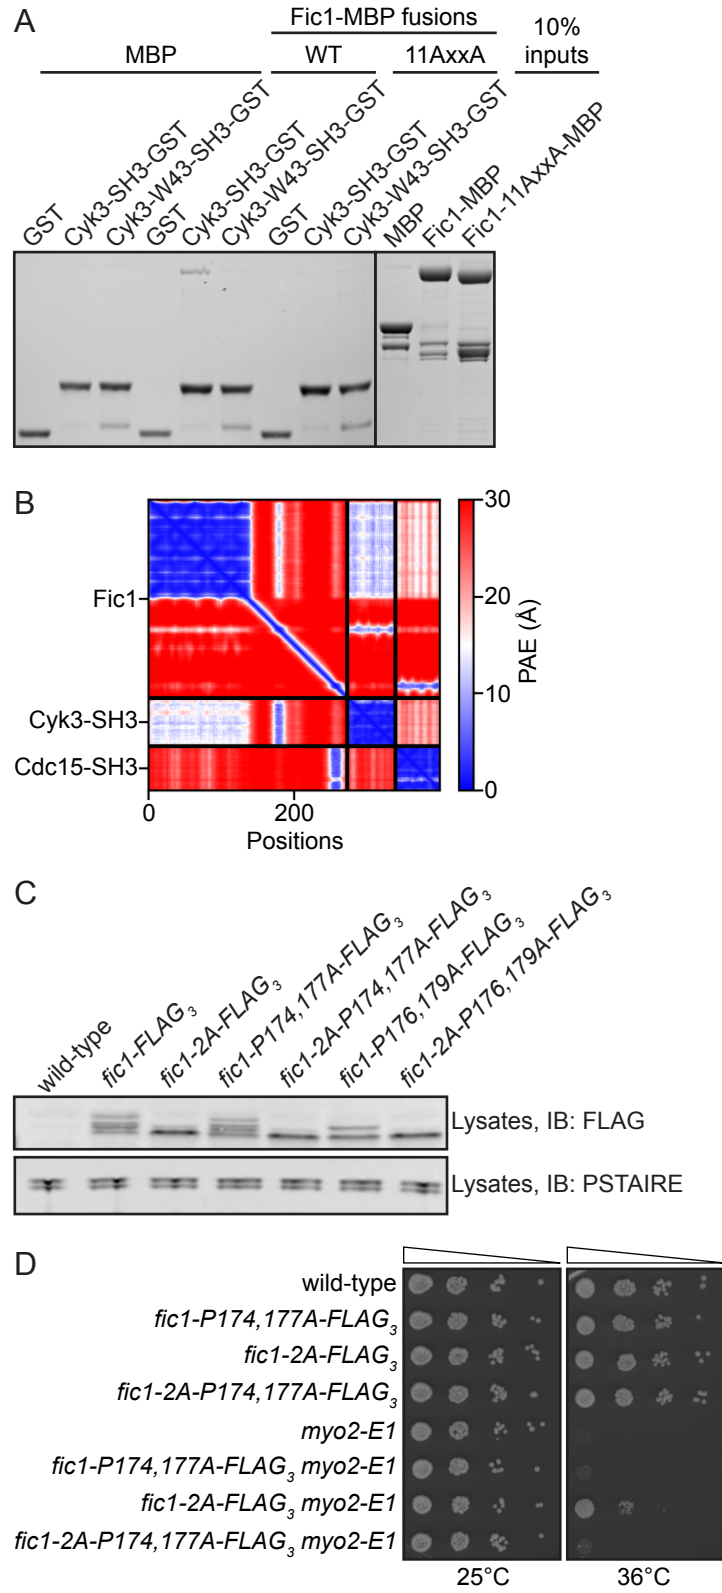 A
Fic1-MBP fusions
10%
inputs
MBP
WT
11AxxA
GST
Cyk3-SH3-GST
Cyk3-W43-SH3-GST
GST
Cyk3-SH3-GST
Cyk3-W43-SH3-GST
GST
Cyk3-SH3-GST
Cyk3-W43-SH3-GST
MBP
Fic1-MBP
Fic1-11AxxA-MBP
B
Fic1
Cyk3-SH3
Cdc15-SH3
0
200
Positions
30
20
10
0
PAE (Å)
C
wild-type
fic1-FLAG₃
fic1-2A-FLAG₃
fic1-P174,177A-FLAG₃
fic1-2A-P174,177A-FLAG₃
fic1-P176,179A-FLAG₃
fic1-2A-P176,179A-FLAG₃
Lysates, IB: FLAG
Lysates, IB: PSTAIRE
D
wild-type
fic1-P174,177A-FLAG₃
fic1-2A-FLAG₃
fic1-2A-P174,177A-FLAG₃
myo2-E1
fic1-P174,177A-FLAG₃ myo2-E1
fic1-2A-FLAG₃ myo2-E1
fic1-2A-P174,177A-FLAG₃ myo2-E1
25°C
36°C